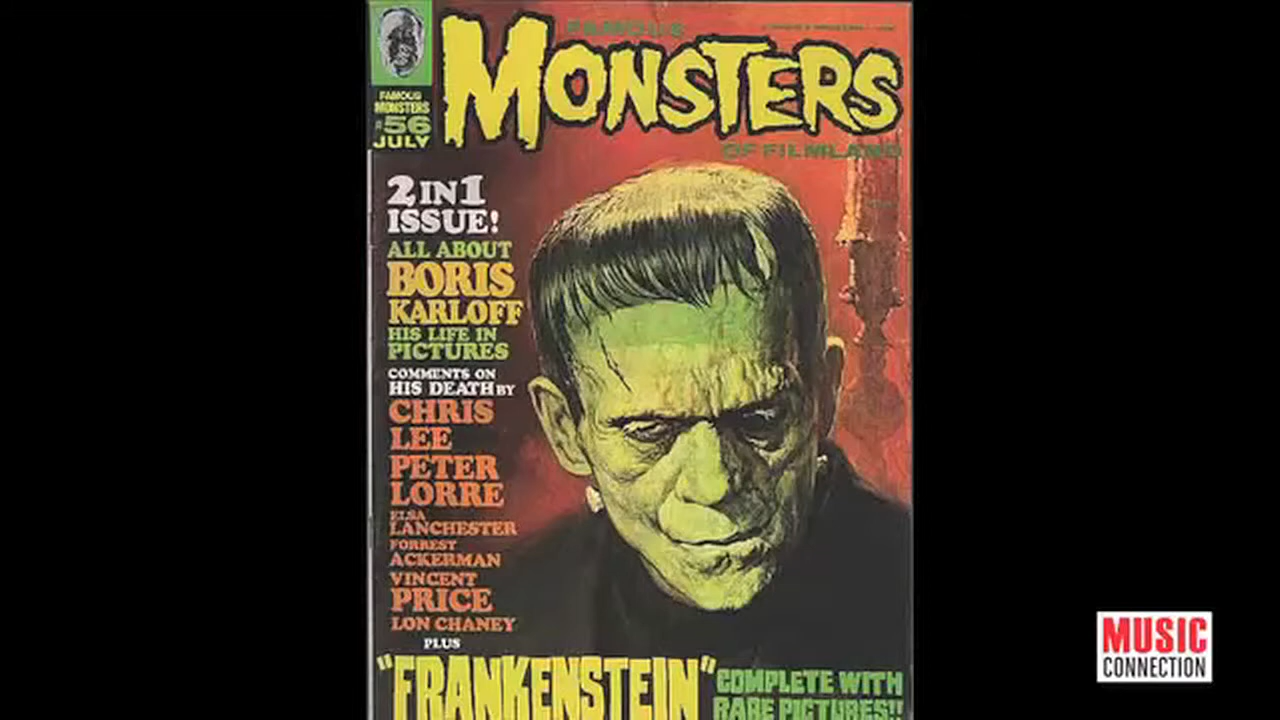 FAMOUS
MONSTERS
OF FILMLAND
FAMOUS
MONSTERS
#56
JULY
2 IN 1
ISSUE!
ALL ABOUT
BORIS
KARLOFF
HIS LIFE IN
PICTURES
COMMENTS ON
HIS DEATH BY
CHRIS
LEE
PETER
LORRE
ELSA
LANCHESTER
FORREST
ACKERMAN
VINCENT
PRICE
LON CHANEY
PLUS
"FRANKENSTEIN"
COMPLETE WITH
RARE PICTURES!!
MUSIC
CONNECTION